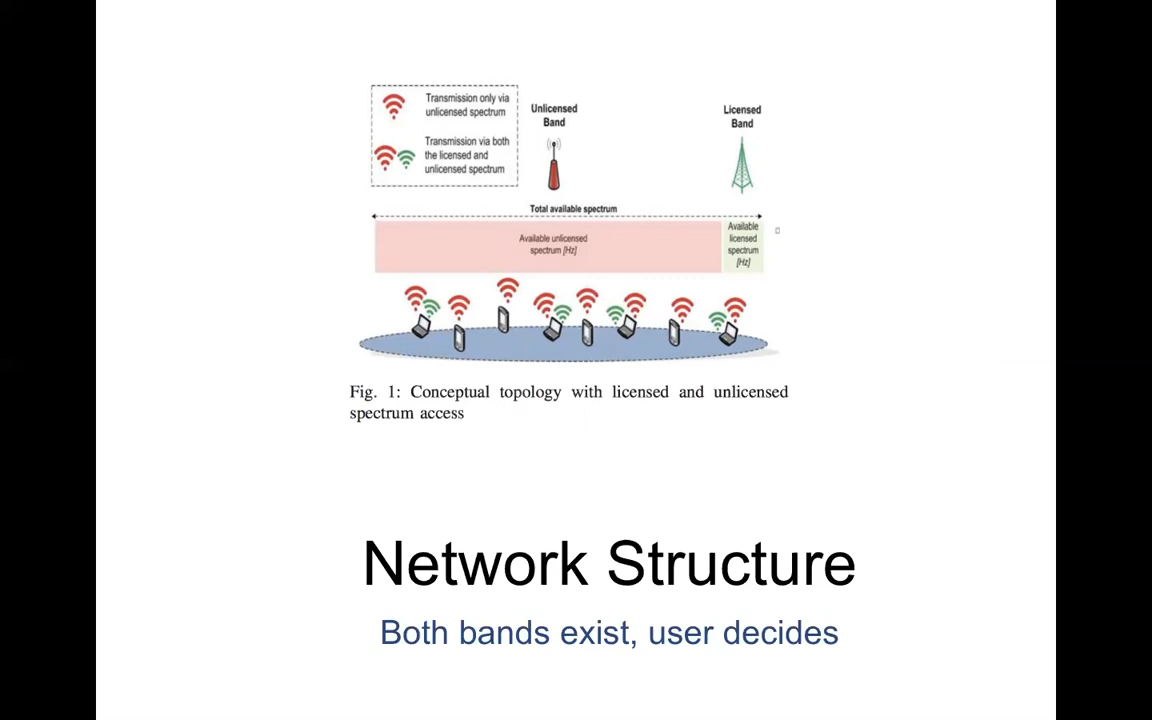 Transmission only via
unlicensed spectrum
Transmission via both
the licensed and
unlicensed spectrum
Unlicensed
Band
Licensed
Band
Total available spectrum
Available unlicensed
spectrum [Hz]
Available
licensed
spectrum
[Hz]
Fig. 1: Conceptual topology with licensed and unlicensed
spectrum access
Network Structure
Both bands exist, user decides